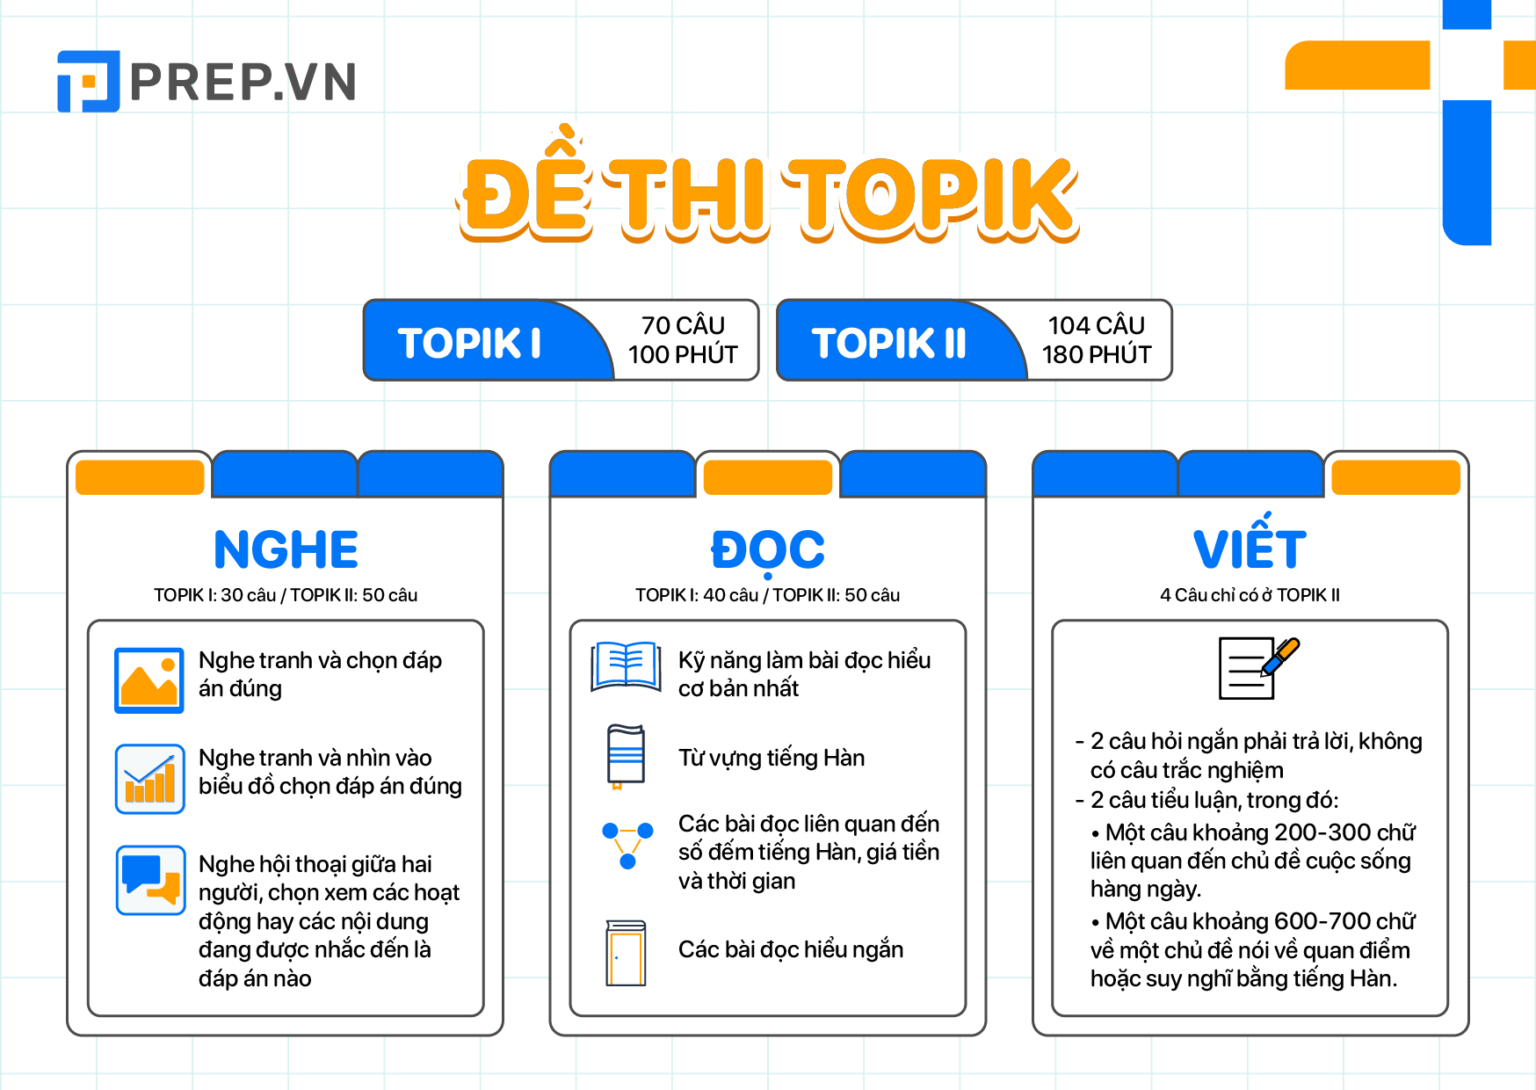 PREP.VN
ĐỀ THI TOPIK
TOPIK I
70 CÂU
100 PHÚT
TOPIK II
104 CÂU
180 PHÚT
NGHE
TOPIK I: 30 câu / TOPIK II: 50 câu
Nghe tranh và chọn đáp
án đúng
Nghe tranh và nhìn vào
biểu đồ chọn đáp án đúng
Nghe hội thoại giữa hai
người, chọn xem các hoạt
động hay các nội dung
đang được nhắc đến là
đáp án nào
ĐỌC
TOPIK I: 40 câu / TOPIK II: 50 câu
Kỹ năng làm bài đọc hiểu
cơ bản nhất
Từ vựng tiếng Hàn
Các bài đọc liên quan đến
số đếm tiếng Hàn, giá tiền
và thời gian
Các bài đọc hiểu ngắn
VIẾT
4 Câu chỉ có ở TOPIK II
- 2 câu hỏi ngắn phải trả lời, không
có câu trắc nghiệm
- 2 câu tiểu luận, trong đó:
• Một câu khoảng 200-300 chữ
liên quan đến chủ đề cuộc sống
hàng ngày.
• Một câu khoảng 600-700 chữ
về một chủ đề nói về quan điểm
hoặc suy nghĩ bằng tiếng Hàn.